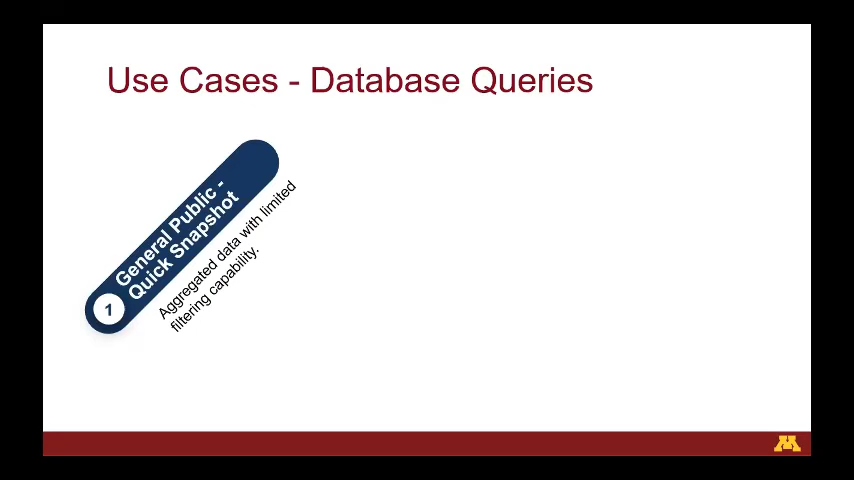 Use Cases - Database Queries
General Public -
Quick Snapshot
1
Aggregated data with limited
filtering capability.
M